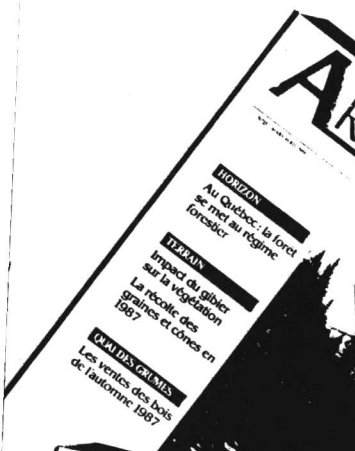 HORIZON
Au Québec : la foret
se met au régime
forestier
TERRAIN
Impact du gibier
sur la végétation
La récolte des
graines et cônes en
1987
QUAI DES GRUMES
Les ventes des bois
de l'automne 1987